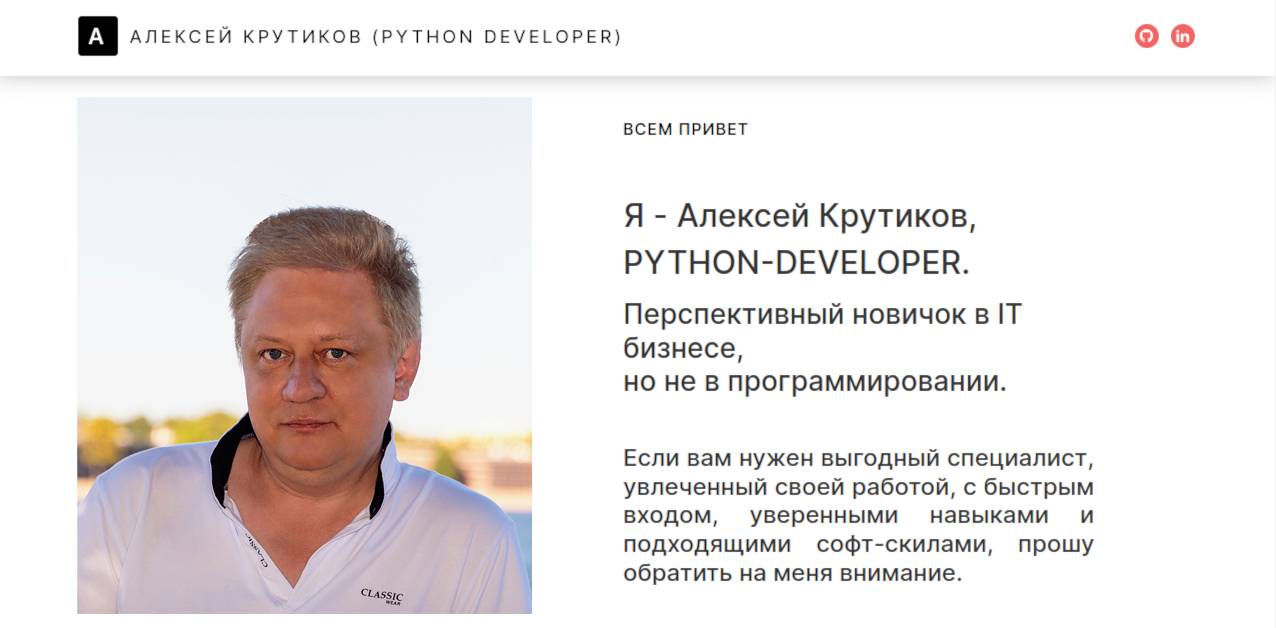 A
АЛЕКСЕЙ КРУТИКОВ (PYTHON DEVELOPER)
in
ВСЕМ ПРИВЕТ
Я - Алексей Крутиков,
PYTHON-DEVELOPER.
Перспективный новичок в IT
бизнесе,
но не в программировании.
Если вам нужен выгодный специалист,
увлеченный своей работой, с быстрым
входом, уверенными навыками и
подходящими софт-скилами, прошу
обратить на меня внимание.
CLASSIC
CLASSIC
WEAR